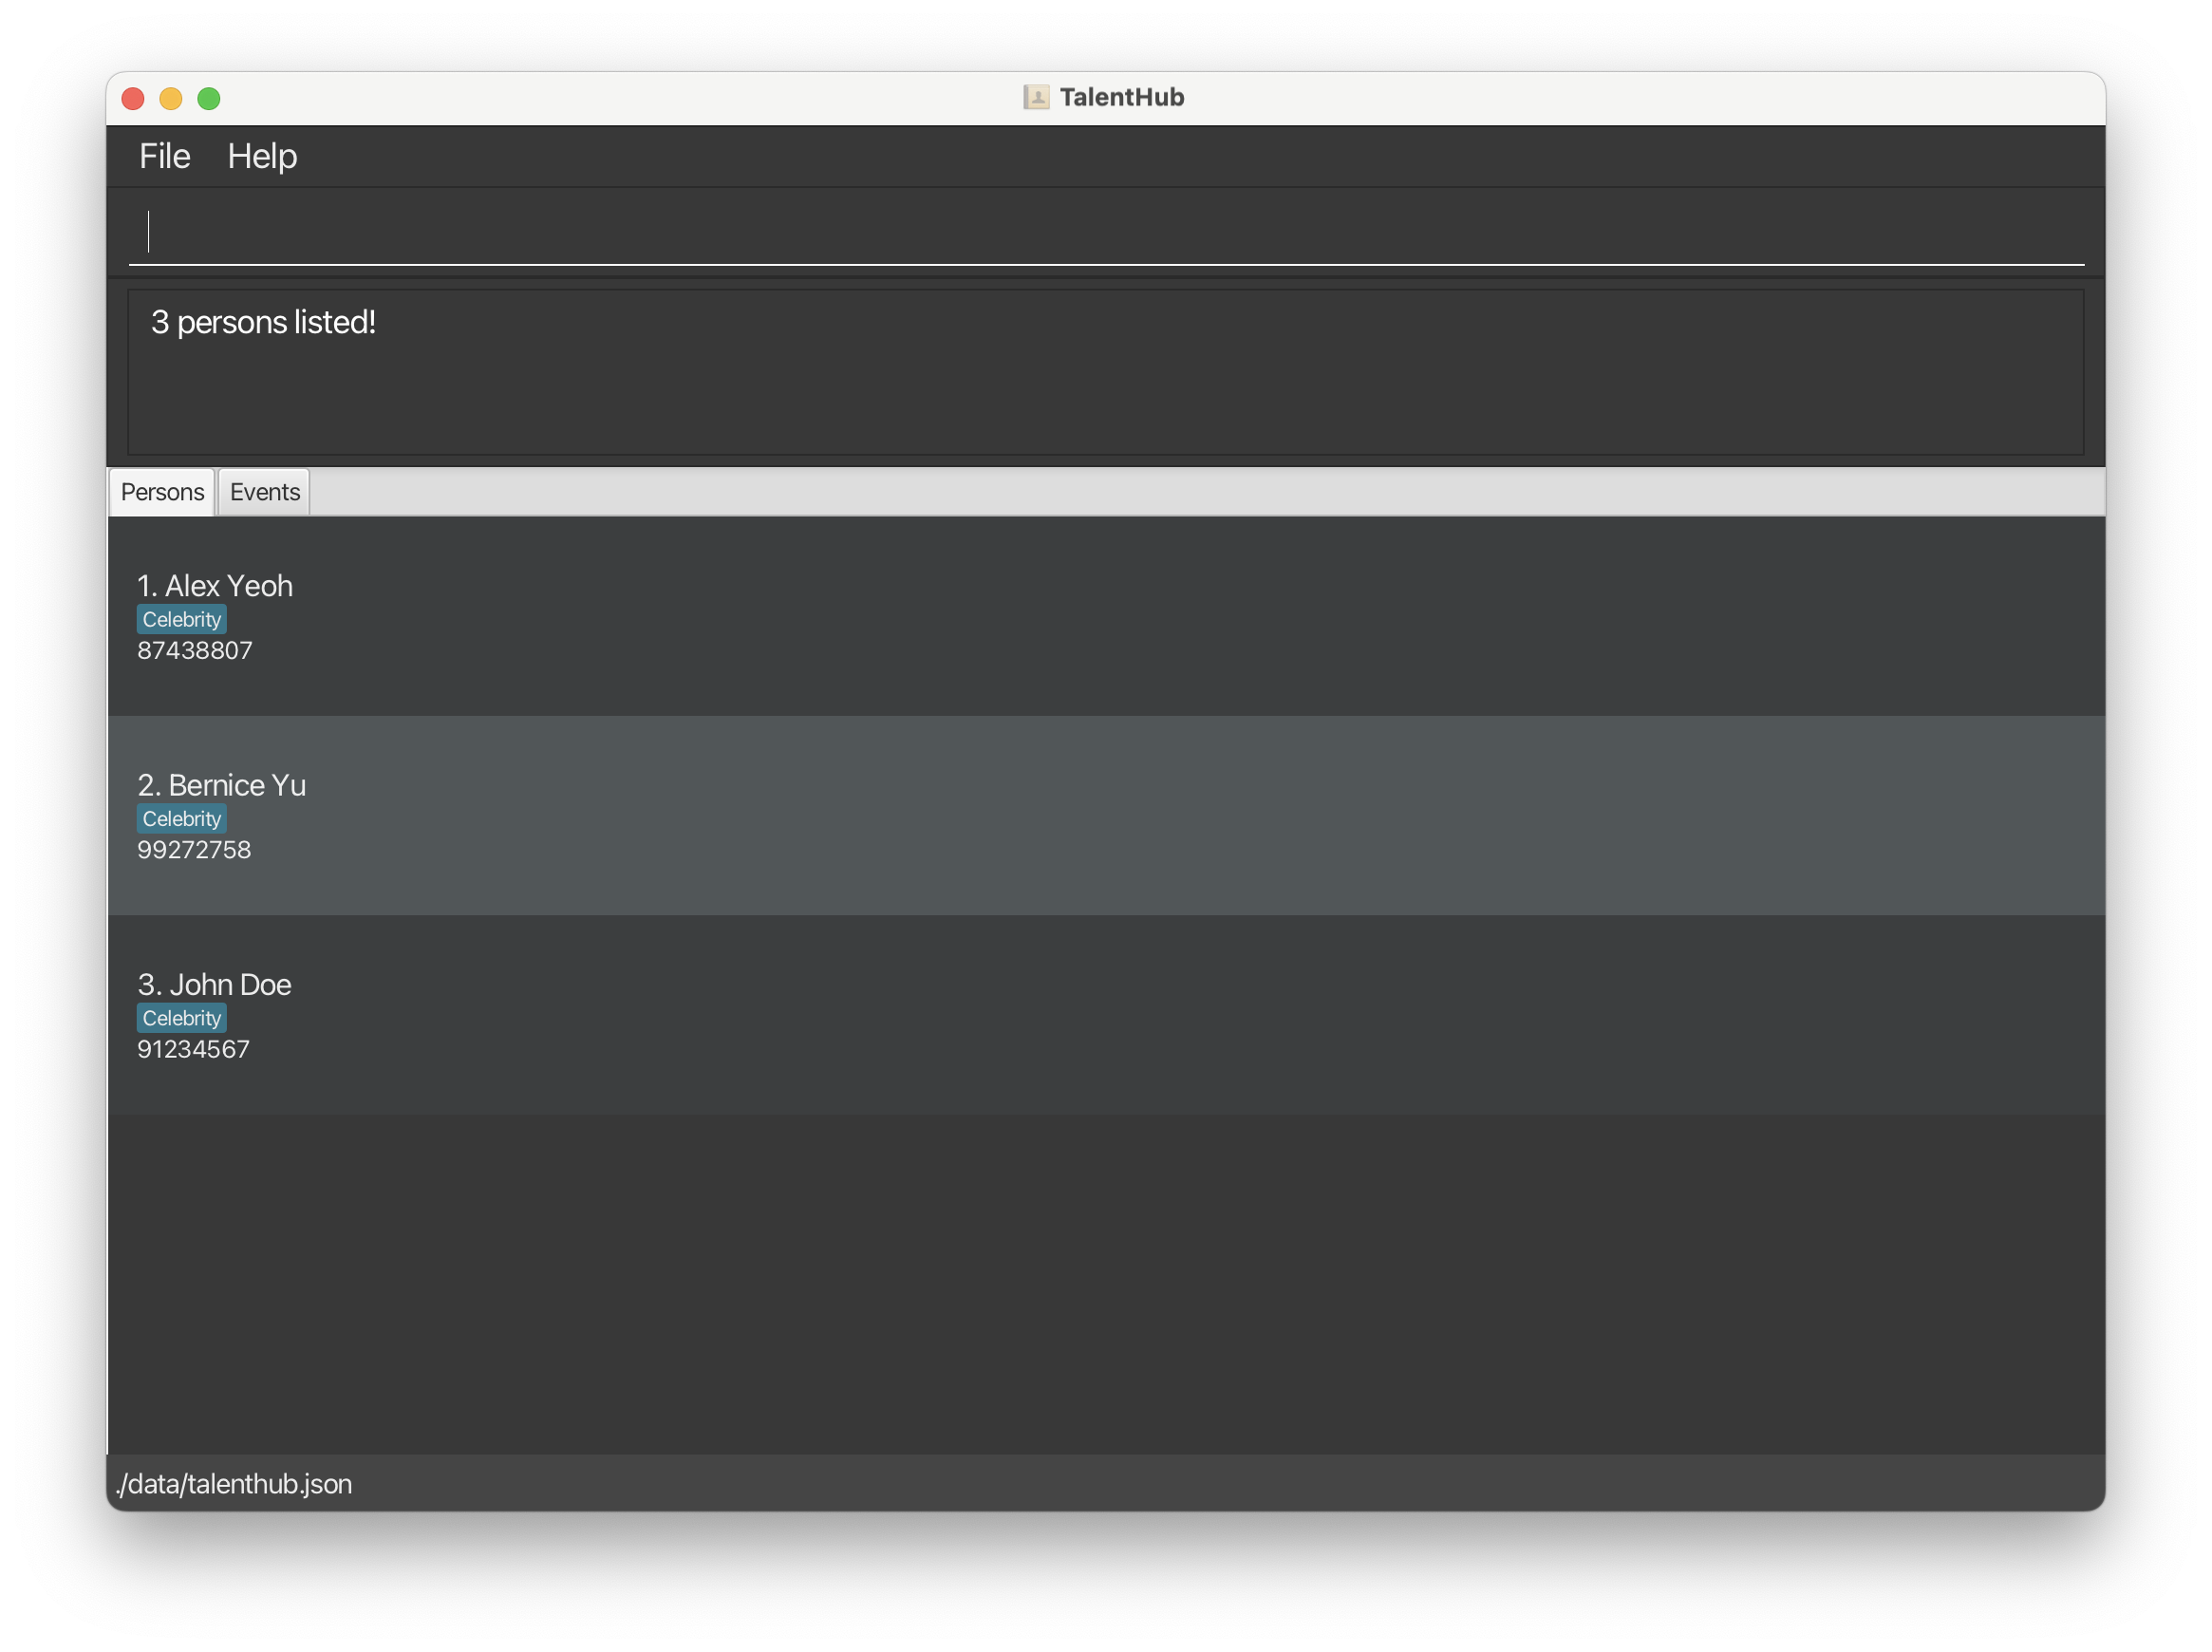 TalentHub
File Help
3 persons listed!
Persons Events
1. Alex Yeoh
Celebrity
87438807
2. Bernice Yu
Celebrity
99272758
3. John Doe
Celebrity
91234567
./data/talenthub.json